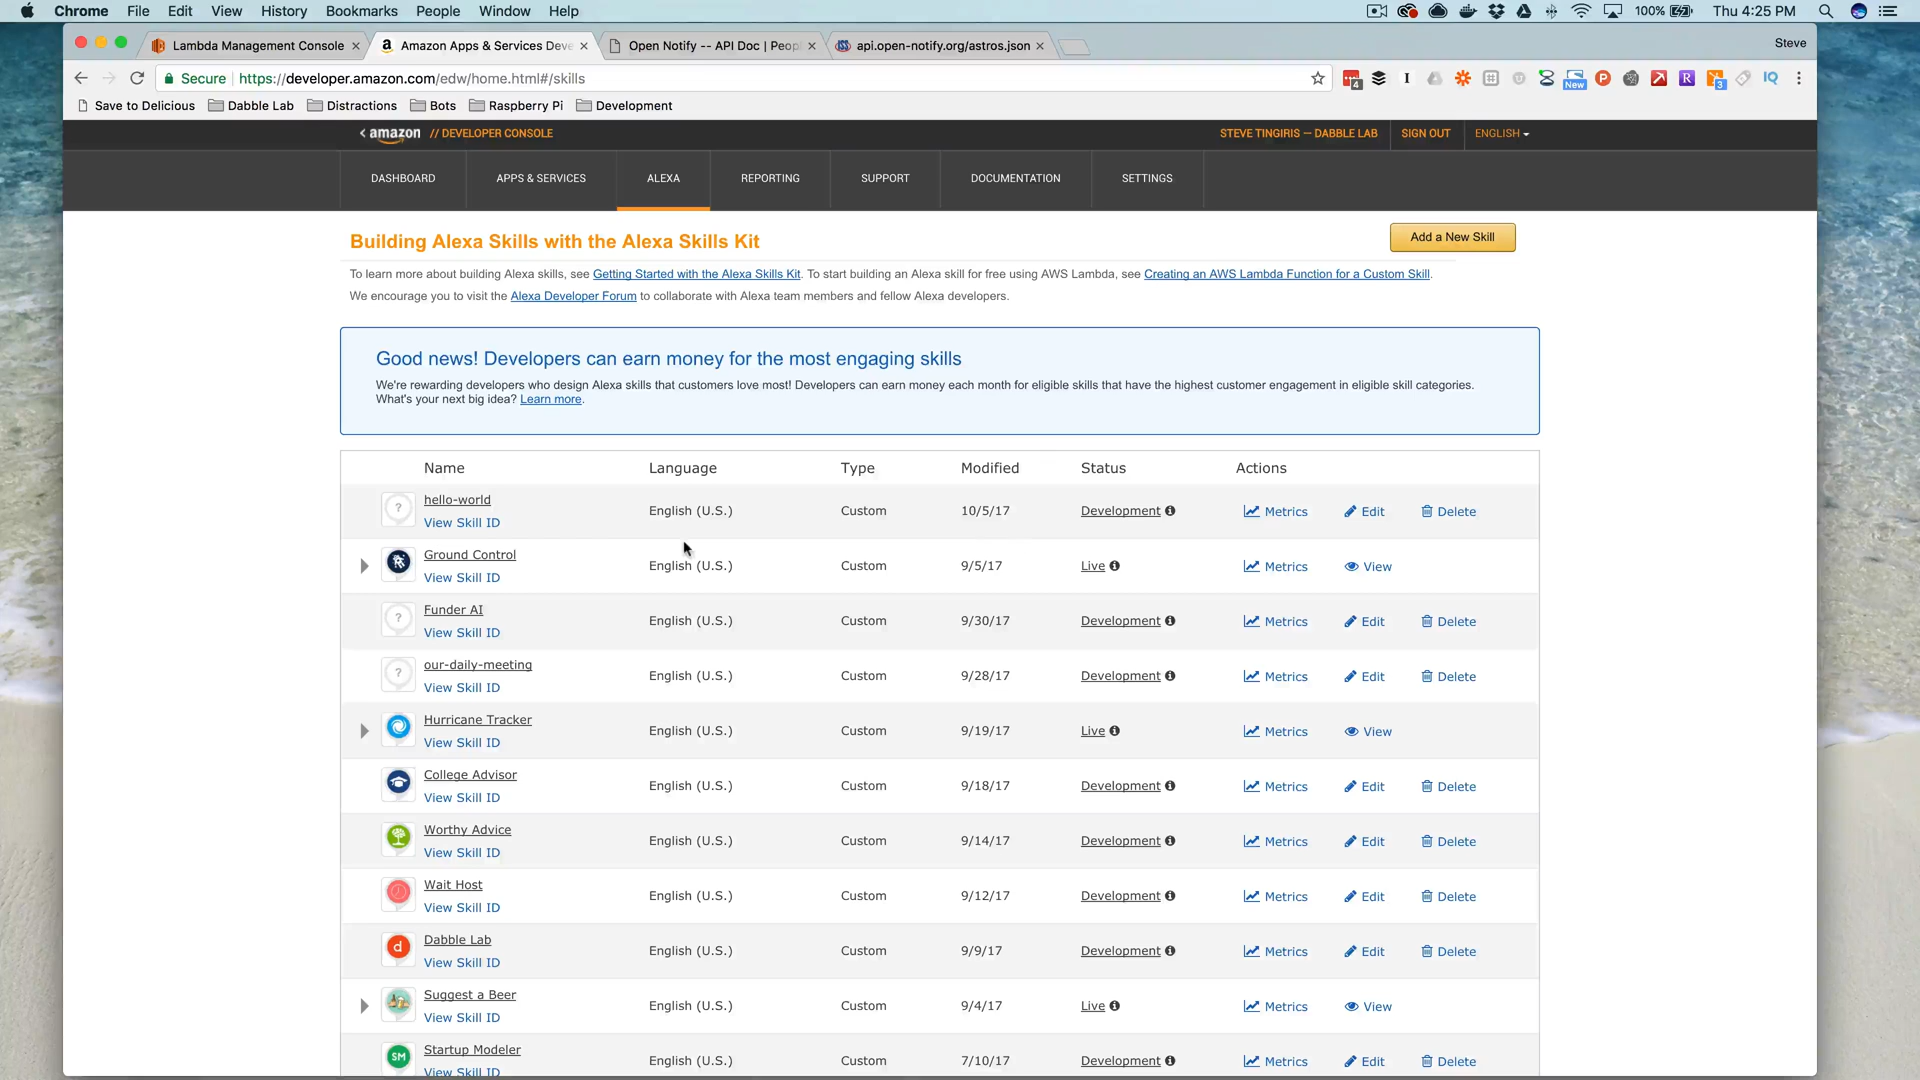 Chrome File Edit View History Bookmarks People Window Help 100% Thu 4:25 PM
Lambda Management Console Amazon Apps & Services Deve Open Notify -- API Doc | Peop api.open-notify.org/astros.json Steve
Secure https://developer.amazon.com/edw/home.html#/skills
Save to Delicious Dabble Lab Distractions Bots Raspberry Pi Development
amazon // DEVELOPER CONSOLE STEVE TINGIRIS — DABBLE LAB SIGN OUT ENGLISH
DASHBOARD APPS & SERVICES ALEXA REPORTING SUPPORT DOCUMENTATION SETTINGS
Building Alexa Skills with the Alexa Skills Kit Add a New Skill
To learn more about building Alexa skills, see Getting Started with the Alexa Skills Kit. To start building an Alexa skill for free using AWS Lambda, see Creating an AWS Lambda Function for a Custom Skill.
We encourage you to visit the Alexa Developer Forum to collaborate with Alexa team members and fellow Alexa developers.
Good news! Developers can earn money for the most engaging skills
We're rewarding developers who design Alexa skills that customers love most! Developers can earn money each month for eligible skills that have the highest customer engagement in eligible skill categories.
What's your next big idea? Learn more.
Name Language Type Modified Status Actions
hello-world
View Skill ID English (U.S.) Custom 10/5/17 Development Metrics Edit Delete
Ground Control
View Skill ID English (U.S.) Custom 9/5/17 Live Metrics View
Funder AI
View Skill ID English (U.S.) Custom 9/30/17 Development Metrics Edit Delete
our-daily-meeting
View Skill ID English (U.S.) Custom 9/28/17 Development Metrics Edit Delete
Hurricane Tracker
View Skill ID English (U.S.) Custom 9/19/17 Live Metrics View
College Advisor
View Skill ID English (U.S.) Custom 9/18/17 Development Metrics Edit Delete
Worthy Advice
View Skill ID English (U.S.) Custom 9/14/17 Development Metrics Edit Delete
Wait Host
View Skill ID English (U.S.) Custom 9/12/17 Development Metrics Edit Delete
d Dabble Lab
View Skill ID English (U.S.) Custom 9/9/17 Development Metrics Edit Delete
Suggest a Beer
View Skill ID English (U.S.) Custom 9/4/17 Live Metrics View
SM Startup Modeler
View Skill ID English (U.S.) Custom 7/10/17 Development Metrics Edit Delete